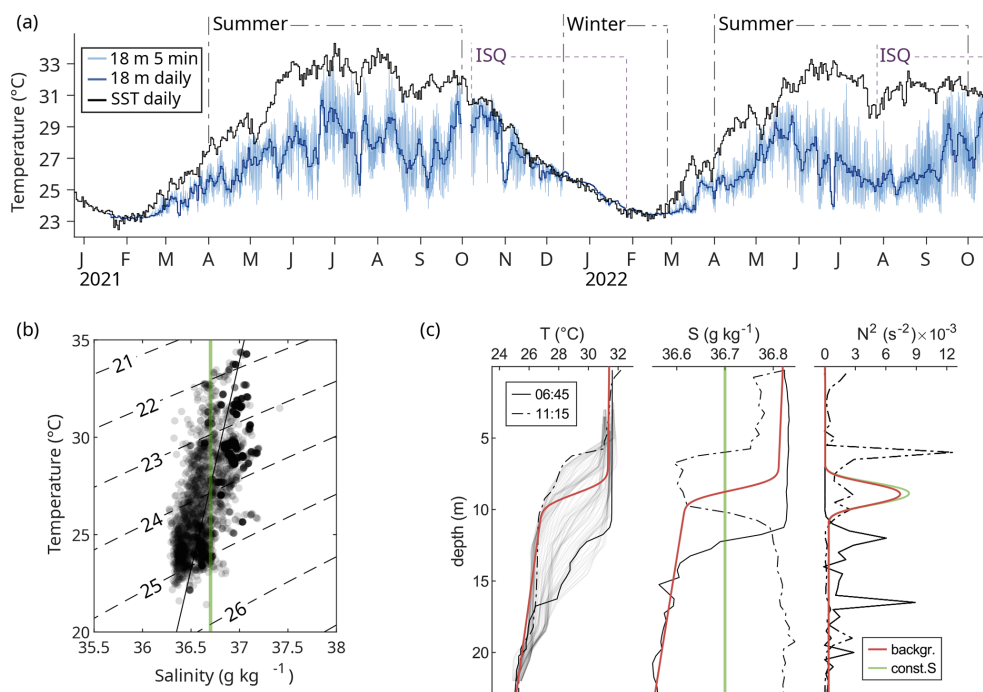 (a)
Summer
Winter
Summer
ISQ
ISQ
18 m 5 min
18 m daily
SST daily
Temperature (°C)
33
31
29
27
25
23
J F M A M J J A S O N D J F M A M J J A S O
2021 2022
(b)
35
30
25
20
Temperature (°C)
21
22
23
24
25
26
35.5 36 36.5 37 37.5 38
Salinity (g kg -1)
(c)
T (°C)
24 26 28 30 32
S (g kg-1)
36.6 36.7 36.8
N2 (s-2)×10-3
0 3 6 9 12
06:45
11:15
5
10
15
20
depth (m)
backgr.
const.S